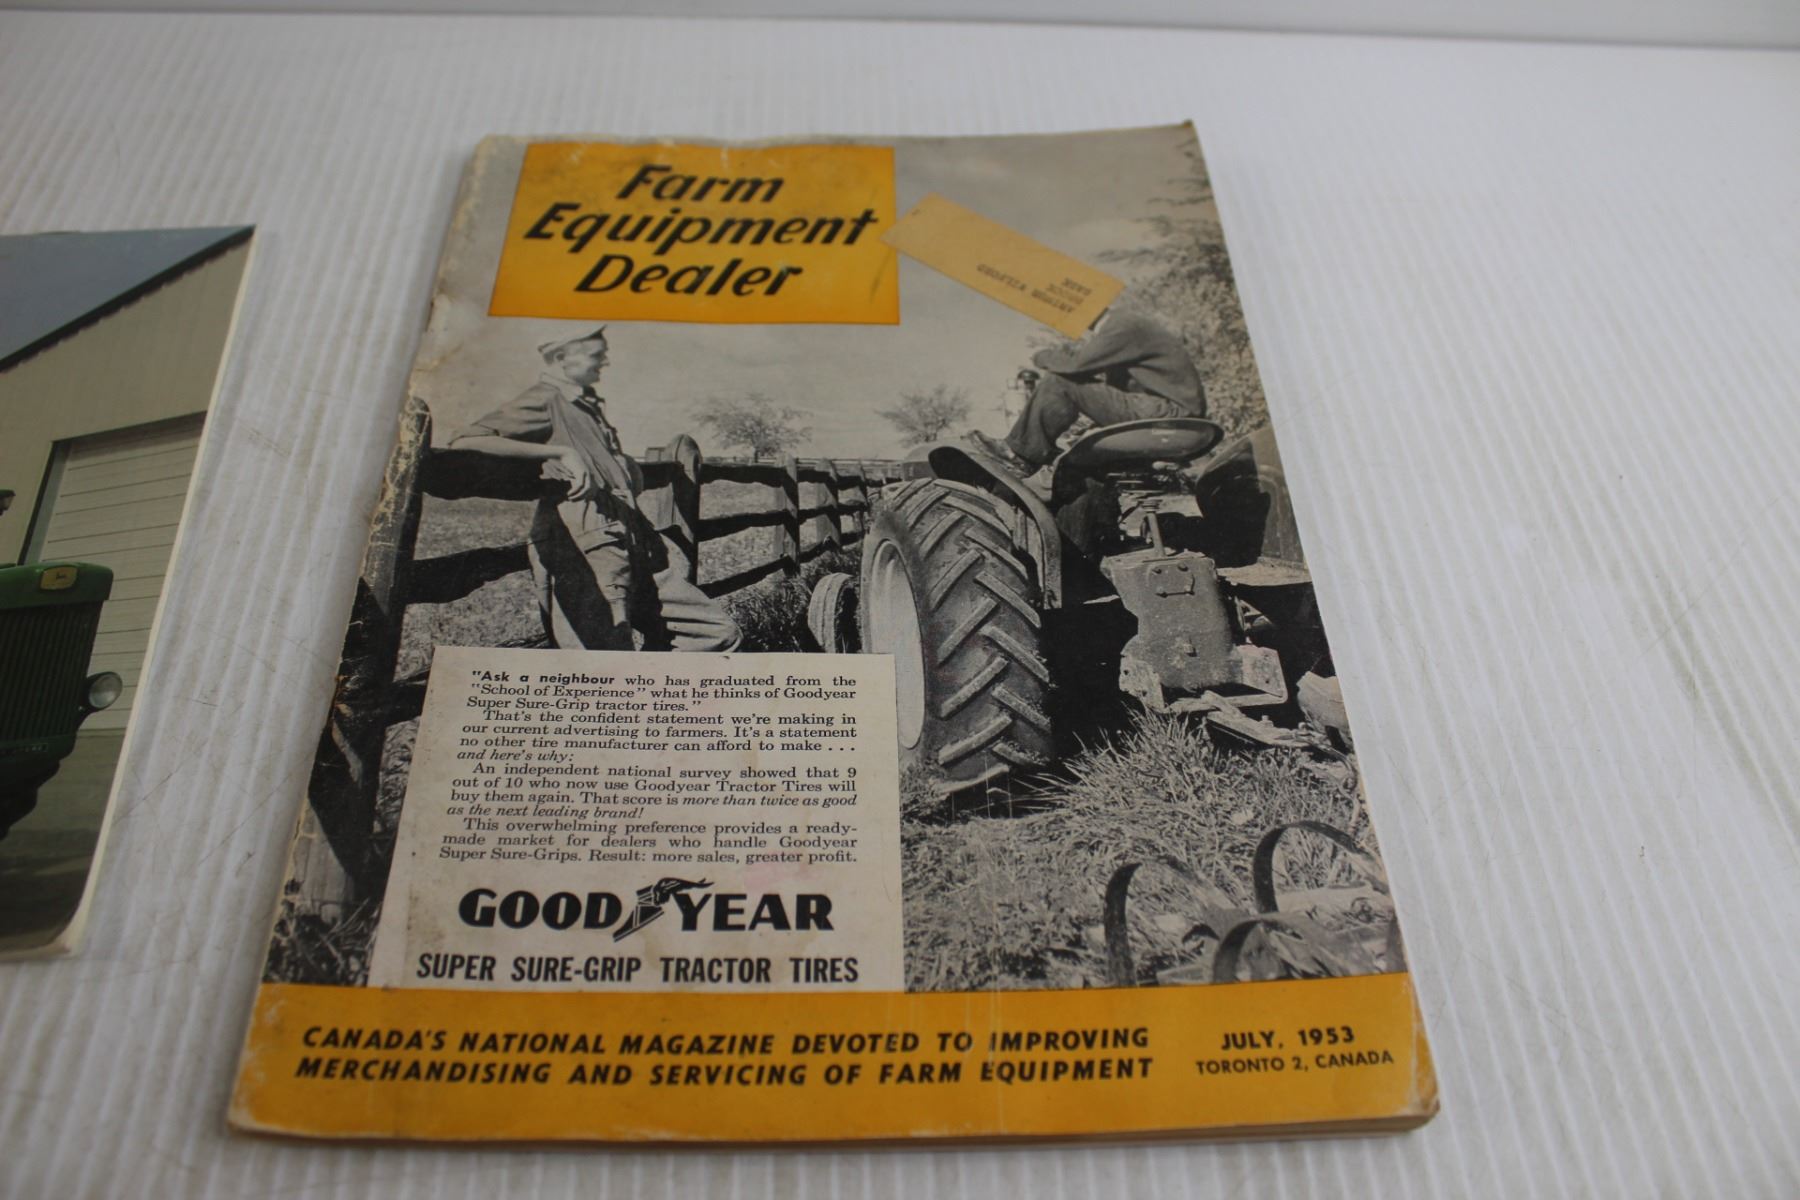 Farm
Equipment
Dealer
BRUCE
SASK
"Ask a neighbour who has graduated from the
"School of Experience" what he thinks of Goodyear
Super Sure-Grip tractor tires."
That's the confident statement we're making in
our current advertising to farmers. It's a statement
no other tire manufacturer can afford to make . . .
and here's why:
An independent national survey showed that 9
out of 10 who now use Goodyear Tractor Tires will
buy them again. That score is more than twice as good
as the next leading brand!
This overwhelming preference provides a ready-
made market for dealers who handle Goodyear
Super Sure-Grips. Result: more sales, greater profit.
GOODYEAR
SUPER SURE-GRIP TRACTOR TIRES
CANADA'S NATIONAL MAGAZINE DEVOTED TO IMPROVING
MERCHANDISING AND SERVICING OF FARM EQUIPMENT
JULY, 1953
TORONTO 2, CANADA